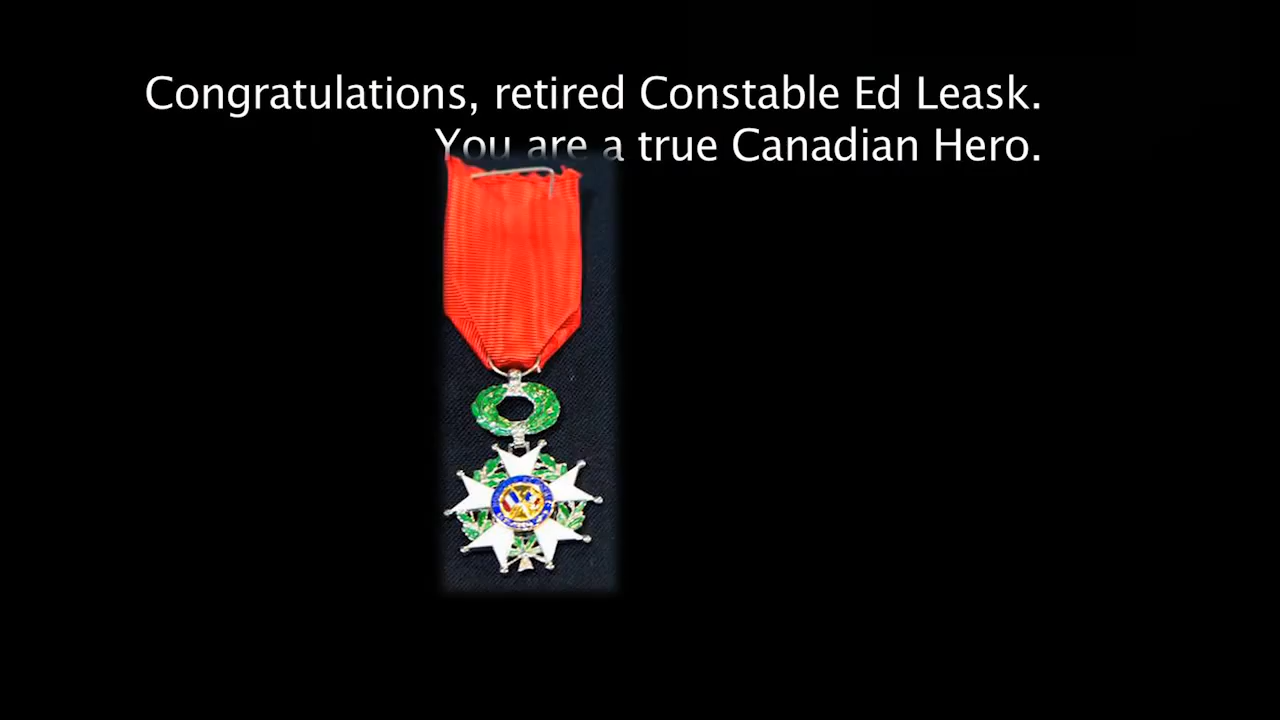 Congratulations, retired Constable Ed Leask.
You are a true Canadian Hero.